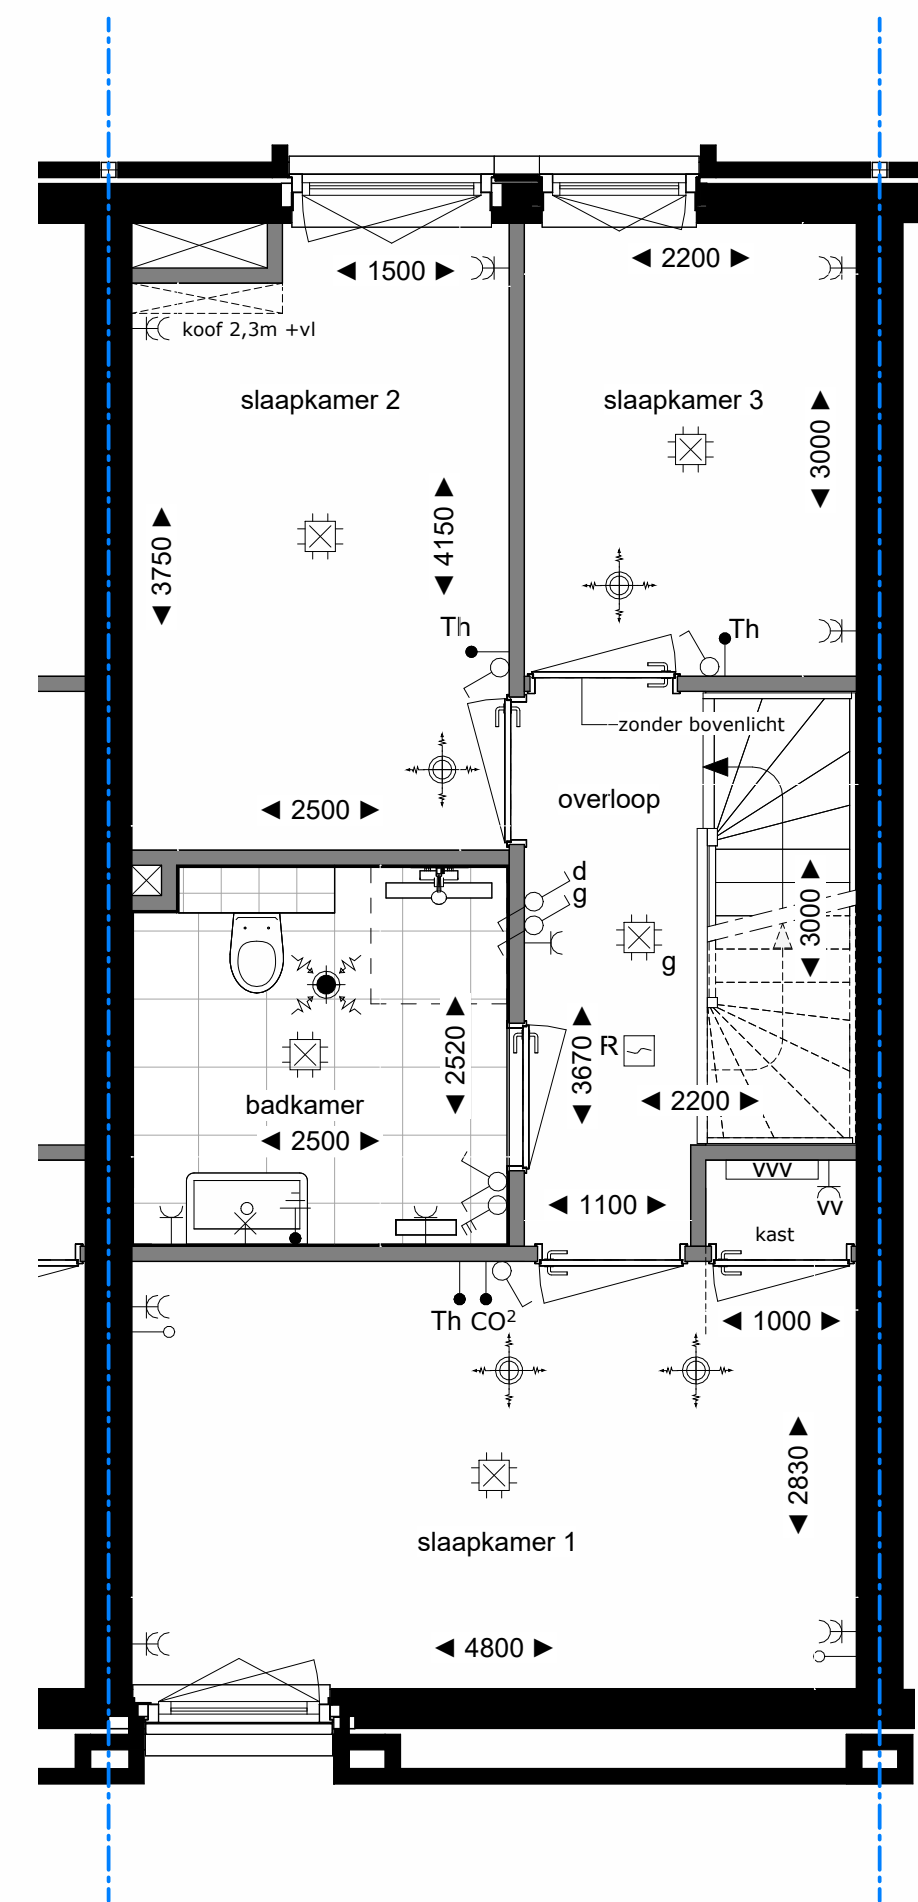 1500
2200
koof 2,3m +vl
slaapkamer 2
slaapkamer 3
3000
3750
4150
Th
Th
zonder bovenlicht
overloop
2500
d
g
g
3000
2520
3670
R
badkamer
2500
2200
VVV
VV
1100
kast
Th CO²
1000
2830
slaapkamer 1
4800